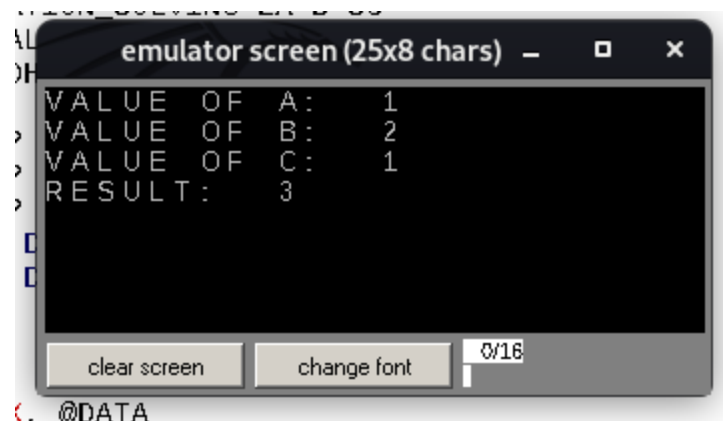 emulator screen (25x8 chars)
VALUE OF A: 1
VALUE OF B: 2
VALUE OF C: 1
RESULT: 3
clear screen
change font
0/16
@DATA